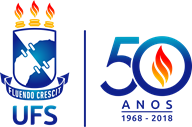 FLUENDO CRESCIT
UFS
50
ANOS
1968 - 2018